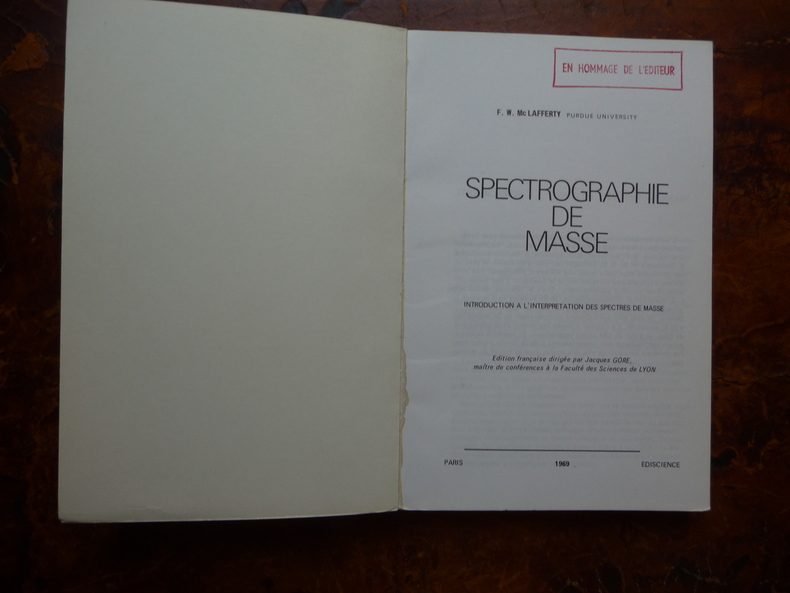 EN HOMMAGE DE L'EDITEUR
F. W. Mc LAFFERTY PURDUE UNIVERSITY
SPECTROGRAPHIE
DE
MASSE
INTRODUCTION A L'INTERPRETATION DES SPECTRES DE MASSE
Edition française dirigée par Jacques GORE,
maître de conférences à la Faculté des Sciences de LYON
PARIS 1969 EDISCIENCE